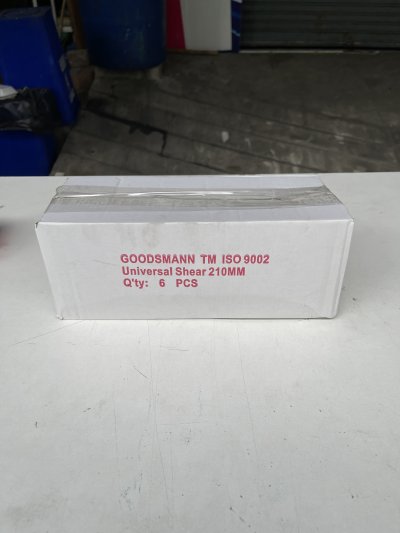 GOODSMANN TM ISO 9002
Universal Shear 210MM
Q'ty: 6 PCS